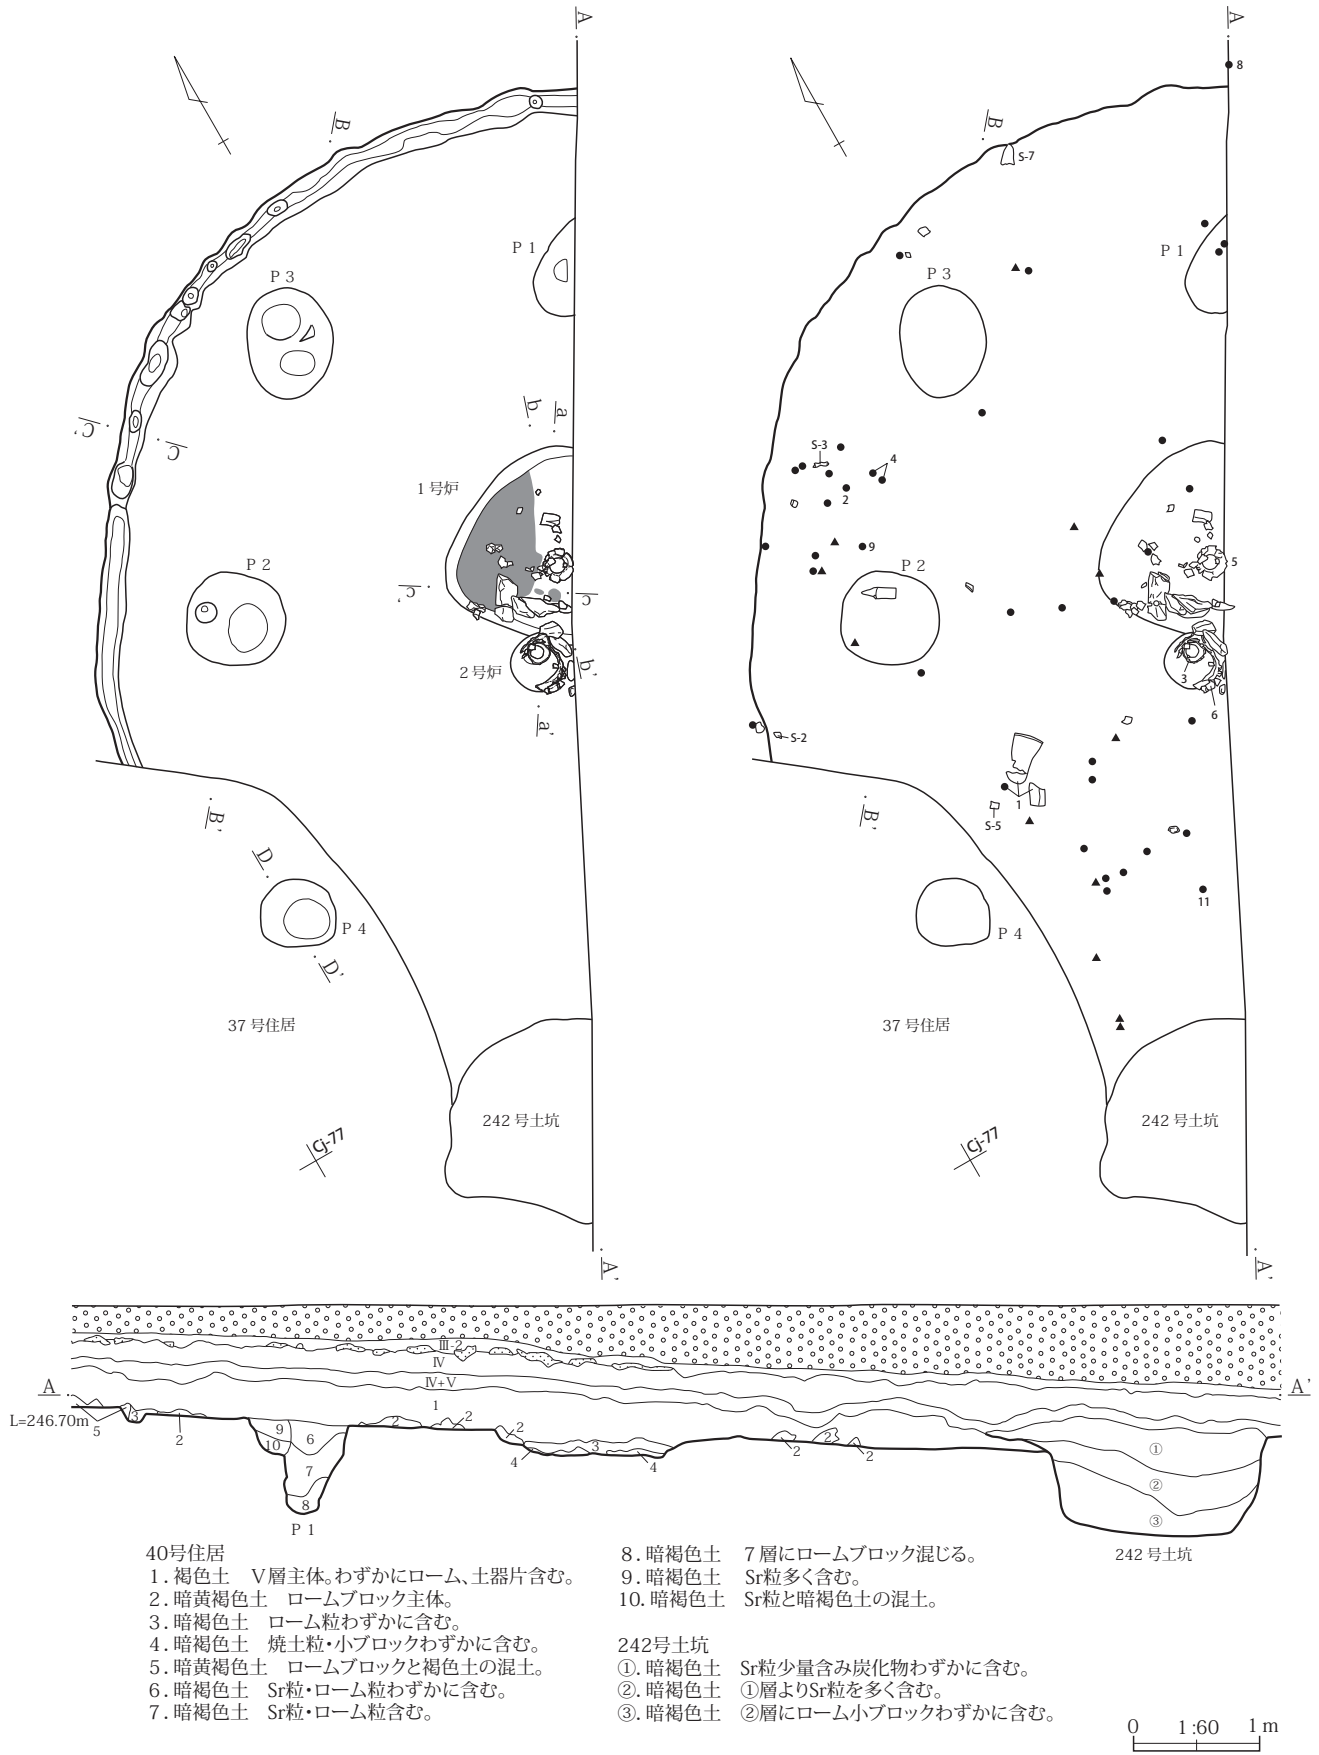 A
B
P 1
P 3
C'
C
b
a
1 号炉
P 2
c'
c
2 号炉
b'
a'
B'
D
P 4
D'
37 号住居
242 号土坑
Cj-77
A'
A
8
B
S-7
P 1
P 3
S-3
4
2
9
P 2
5
3
6
S-2
1
S-5
B'
11
P 4
37 号住居
242 号土坑
Cj-77
A'
Ⅲ-2
Ⅳ
Ⅳ+Ⅴ
A
A'
L=246.70m
1
5
3
2
9
10
6
7
8
2
2
2
4
3
4
2
2
2
①
②
③
P 1
242 号土坑
40号住居
1. 褐色土 Ⅴ層主体。わずかにローム、土器片含む。
2. 暗黄褐色土 ロームブロック主体。
3. 暗褐色土 ローム粒わずかに含む。
4. 暗褐色土 焼土粒・小ブロックわずかに含む。
5. 暗黄褐色土 ロームブロックと褐色土の混土。
6. 暗褐色土 Sr粒・ローム粒わずかに含む。
7. 暗褐色土 Sr粒・ローム粒含む。
8. 暗褐色土 7層にロームブロック混じる。
9. 暗褐色土 Sr粒多く含む。
10. 暗褐色土 Sr粒と暗褐色土の混土。
242号土坑
①. 暗褐色土 Sr粒少量含み炭化物わずかに含む。
②. 暗褐色土 ①層よりSr粒を多く含む。
③. 暗褐色土 ②層にローム小ブロックわずかに含む。
0 1:60 1 m